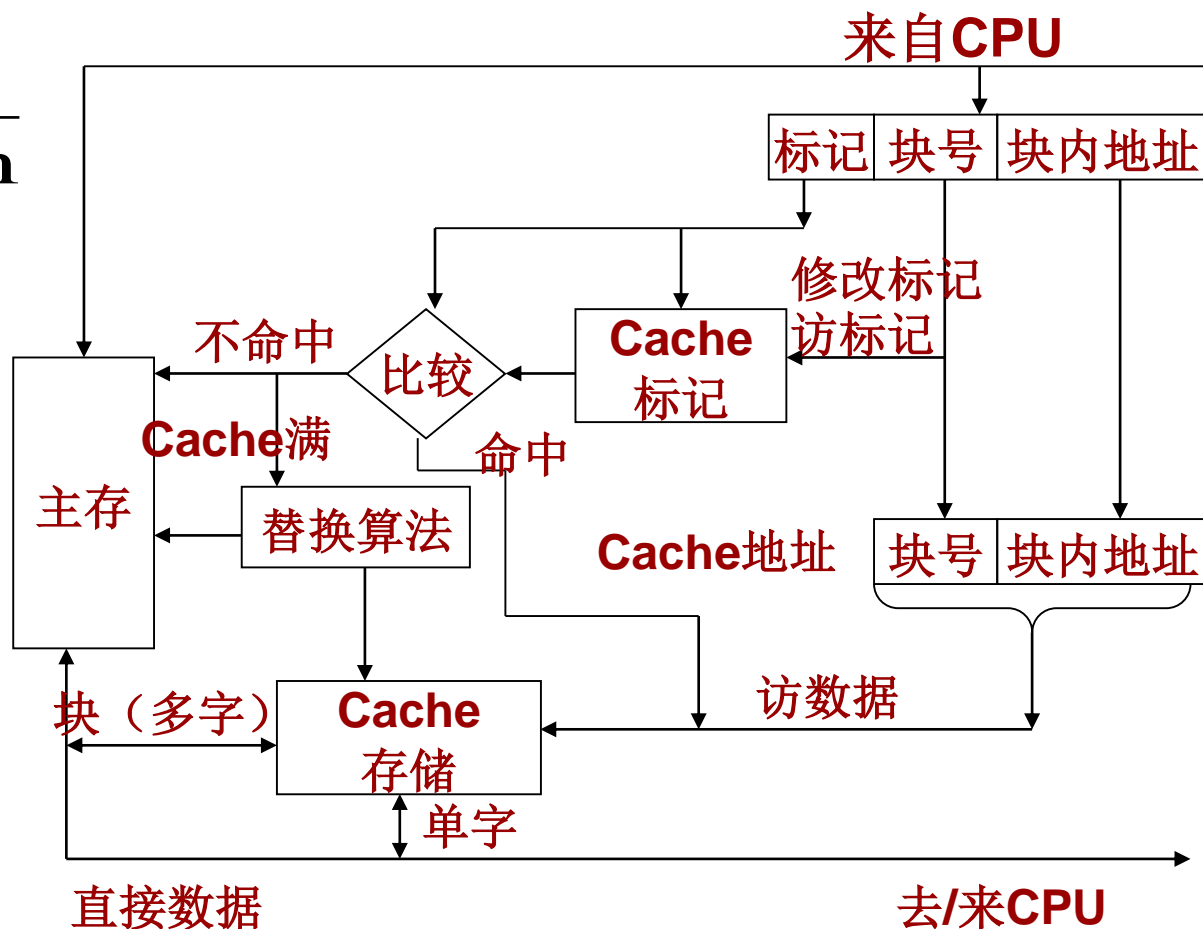 来自CPU
n
标记 块号 块内地址
修改标记
不命中
访标记
Cache
标记
比较
Cache满
命中
主存
替换算法
Cache地址
块号 块内地址
块（多字）
Cache
存储
访数据
单字
直接数据
去/来CPU